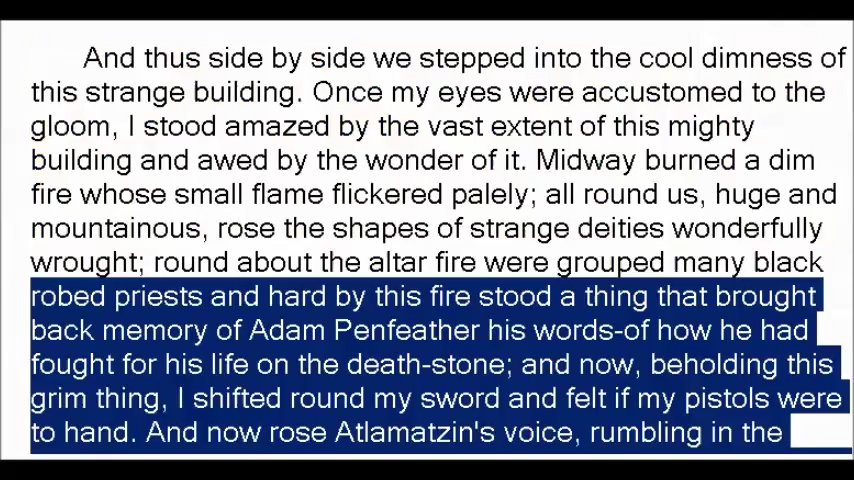 And thus side by side we stepped into the cool dimness of
this strange building. Once my eyes were accustomed to the
gloom, I stood amazed by the vast extent of this mighty
building and awed by the wonder of it. Midway burned a dim
fire whose small flame flickered palely; all round us, huge and
mountainous, rose the shapes of strange deities wonderfully
wrought; round about the altar fire were grouped many black
robed priests and hard by this fire stood a thing that brought
back memory of Adam Penfeather his words-of how he had
fought for his life on the death-stone; and now, beholding this
grim thing, I shifted round my sword and felt if my pistols were
to hand. And now rose Atlamatzin's voice, rumbling in the